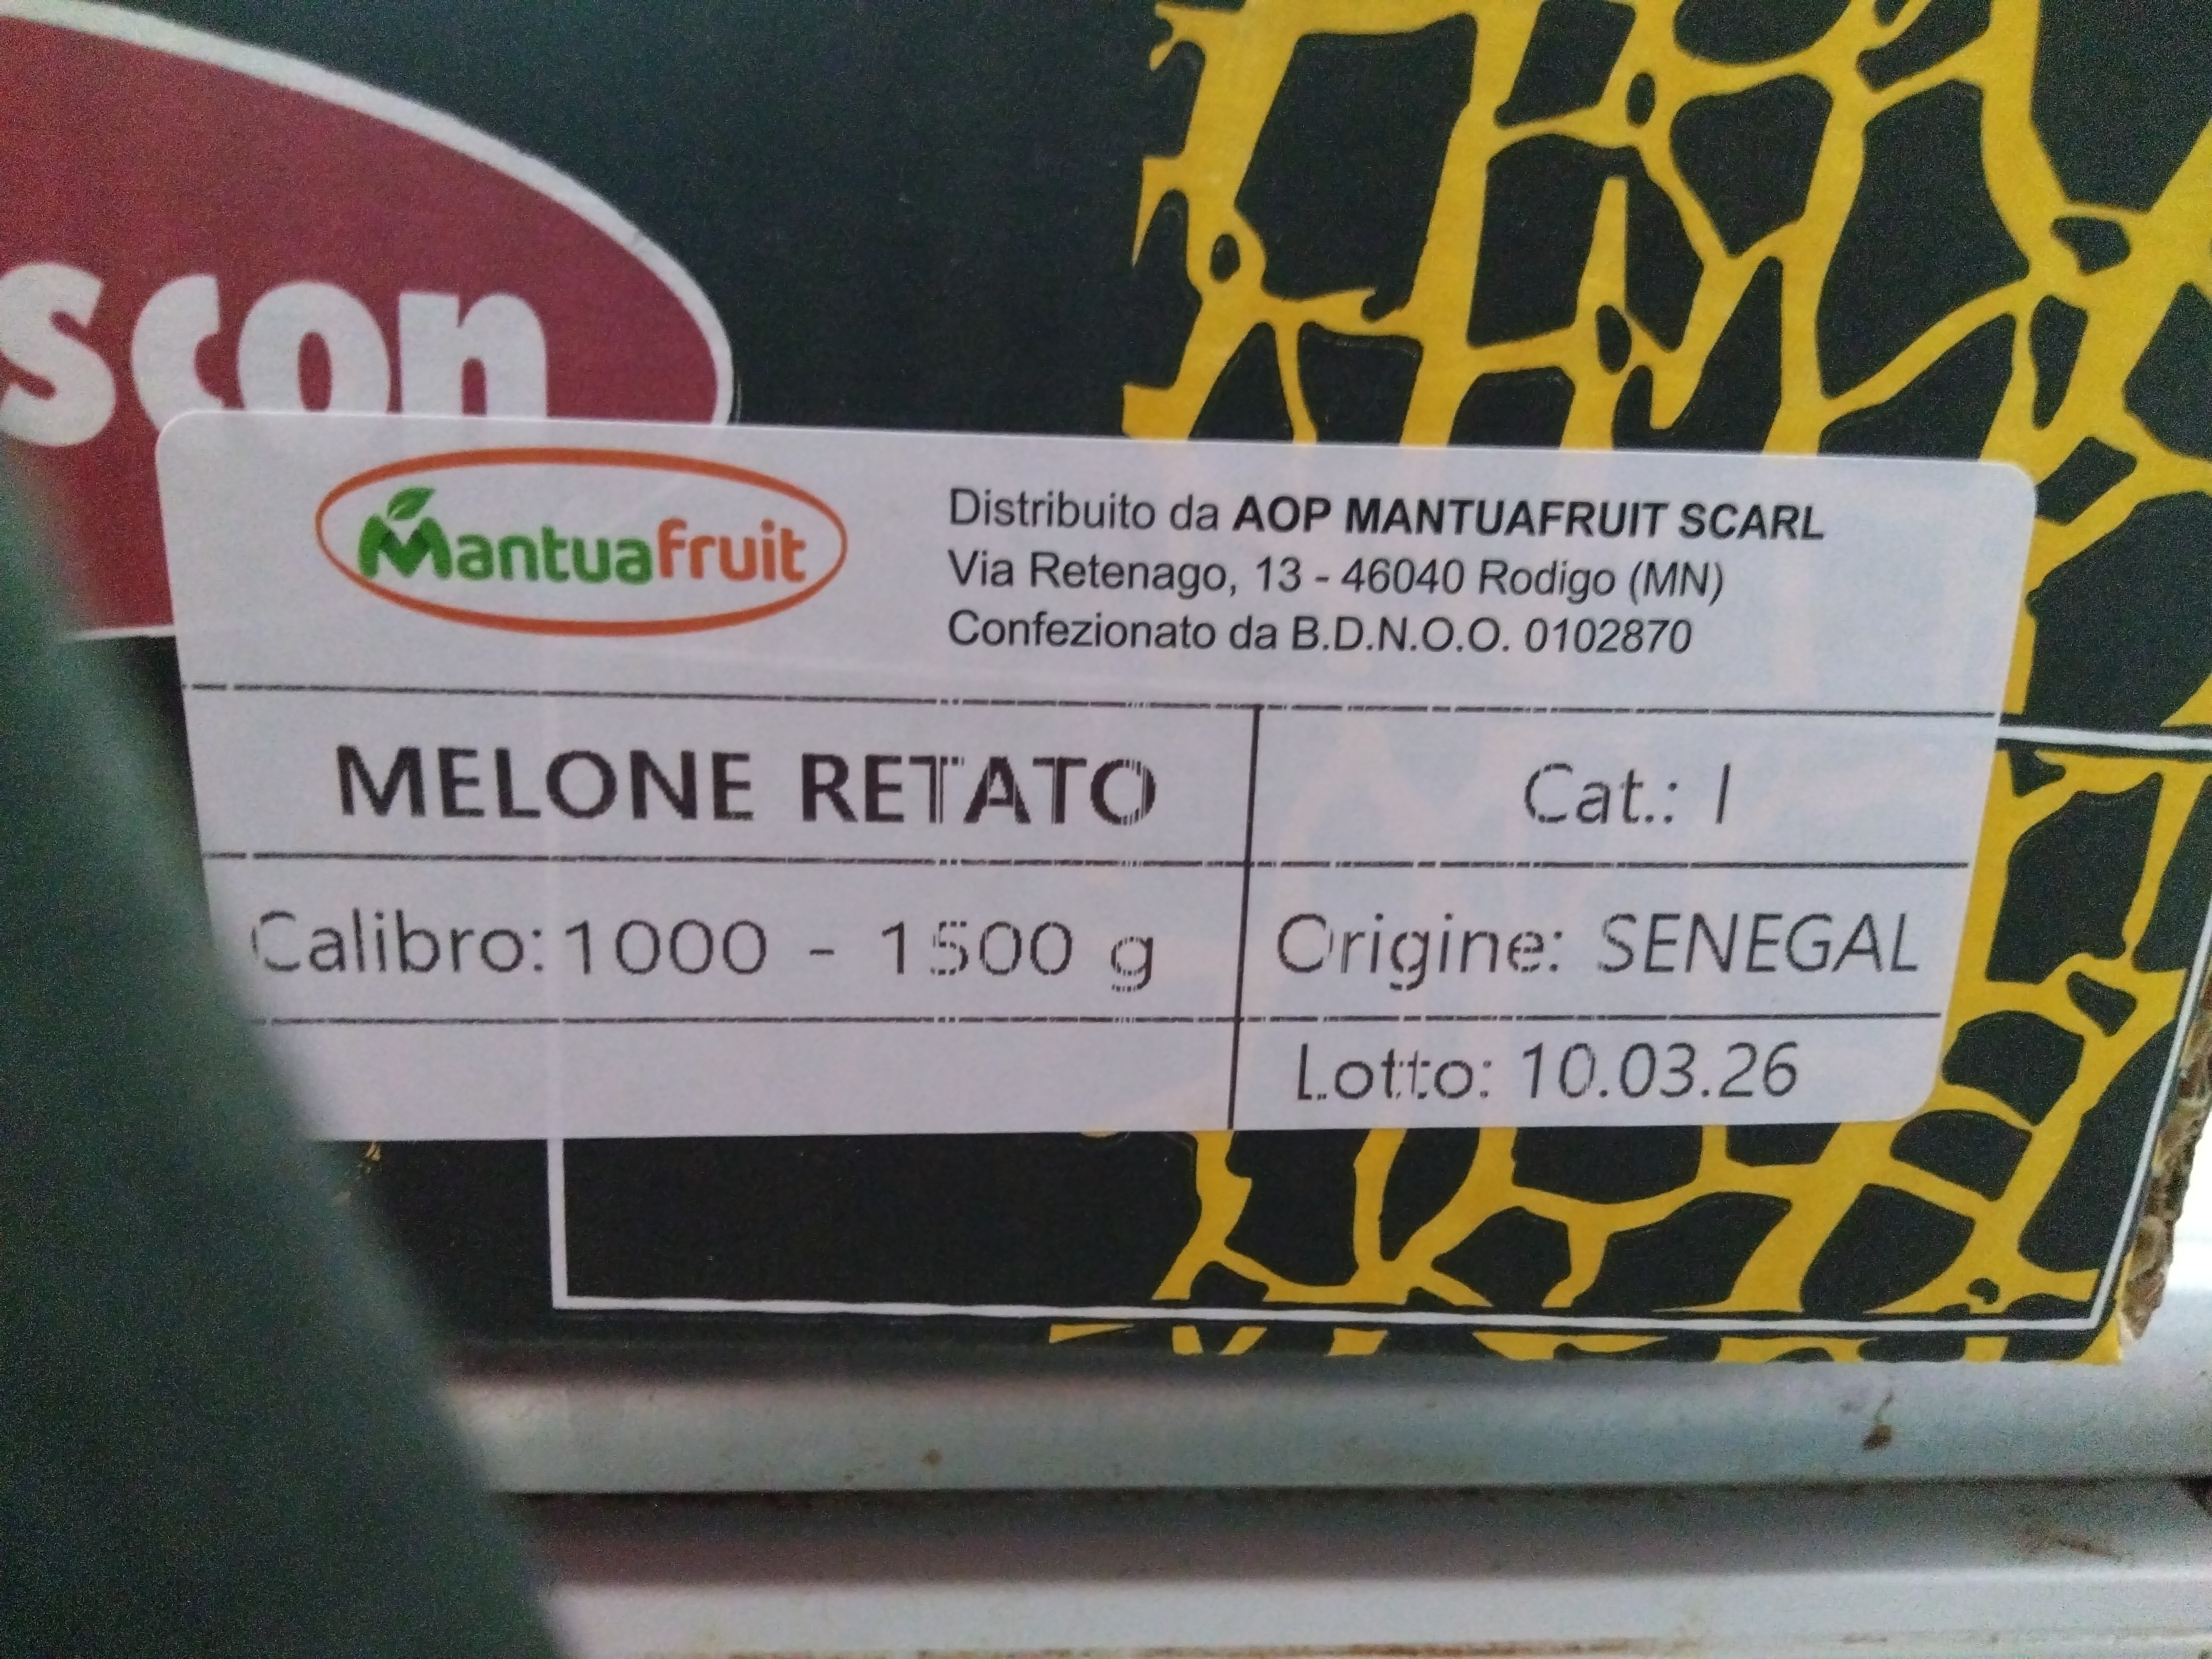 scon
Mantuafruit
Distribuito da AOP MANTUAFRUIT SCARL
Via Retenago, 13 - 46040 Rodigo (MN)
Confezionato da B.D.N.O.O. 0102870
MELONE RETATO
Cat.: I
Calibro: 1000 - 1500 g
Origine: SENEGAL
Lotto: 10.03.26